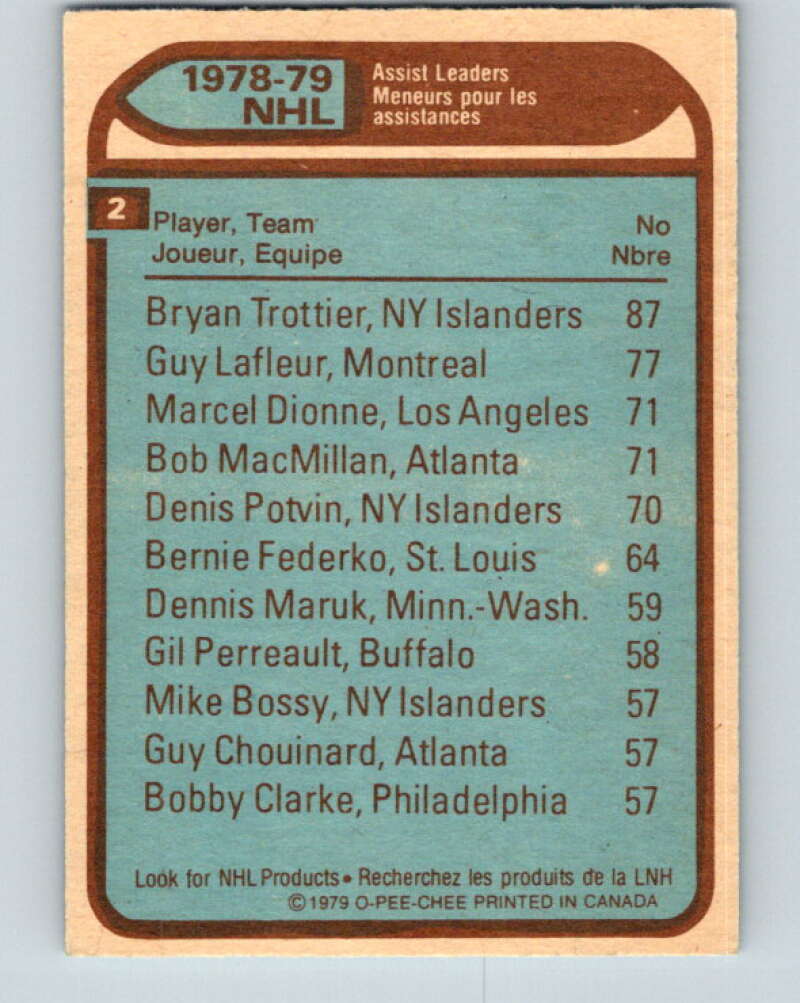 1978-79
NHL
Assist Leaders
Meneurs pour les
assistances
2
Player, Team No
Joueur, Equipe Nbre
Bryan Trottier, NY Islanders 87
Guy Lafleur, Montreal 77
Marcel Dionne, Los Angeles 71
Bob MacMillan, Atlanta 71
Denis Potvin, NY Islanders 70
Bernie Federko, St. Louis 64
Dennis Maruk, Minn.-Wash. 59
Gil Perreault, Buffalo 58
Mike Bossy, NY Islanders 57
Guy Chouinard, Atlanta 57
Bobby Clarke, Philadelphia 57
Look for NHL Products • Recherchez les produits de la LNH
© 1979 O-PEE-CHEE PRINTED IN CANADA